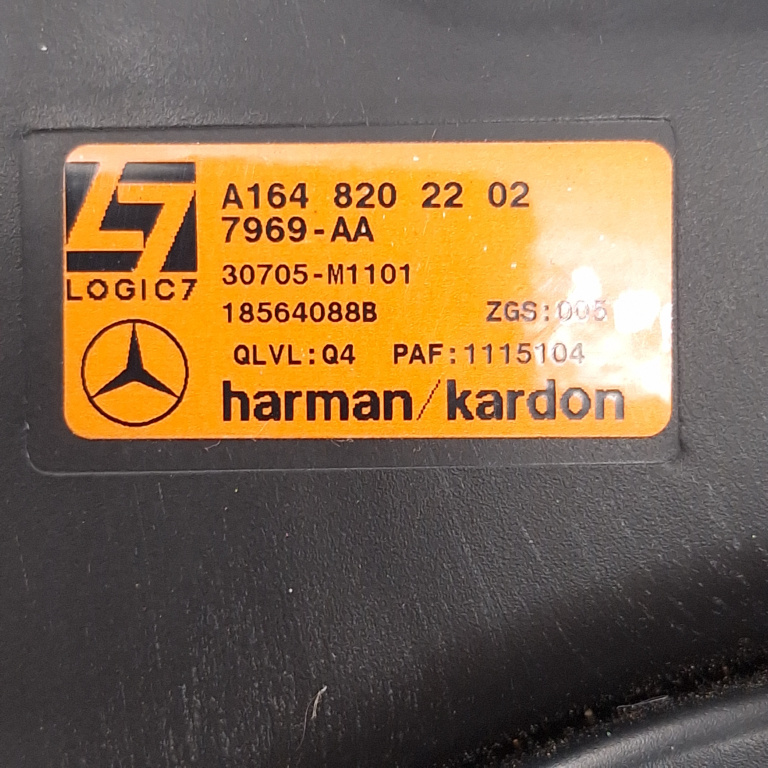 A164 820 22 02
7969-AA
30705-M1101
LOGIC7
18564088B ZGS:005
QLVL:Q4 PAF:1115104
harman/kardon